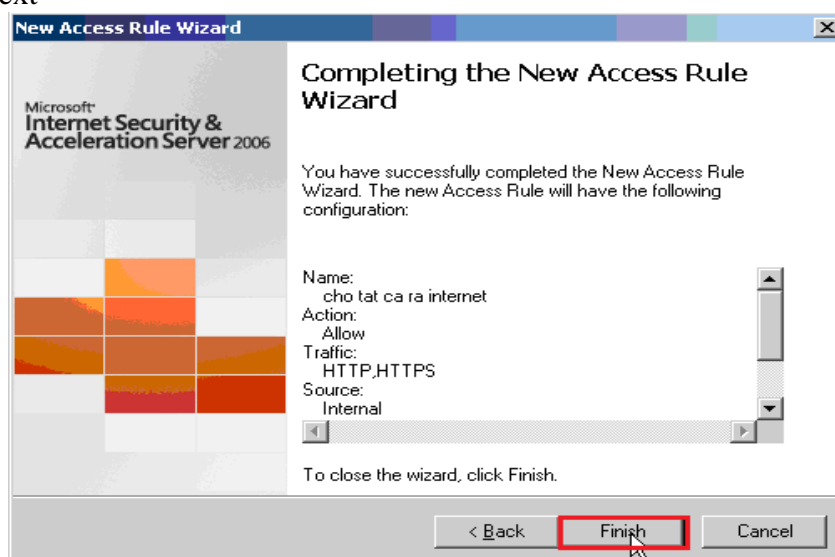 ext
New Access Rule Wizard
Completing the New Access Rule
Wizard
Microsoft
Internet Security &
Acceleration Server 2006
You have successfully completed the New Access Rule
Wizard. The new Access Rule will have the following
configuration:
Name:
cho tat ca ra internet
Action:
Allow
Traffic:
HTTP,HTTPS
Source:
Internal
To close the wizard, click Finish.
< Back
Finish
Cancel